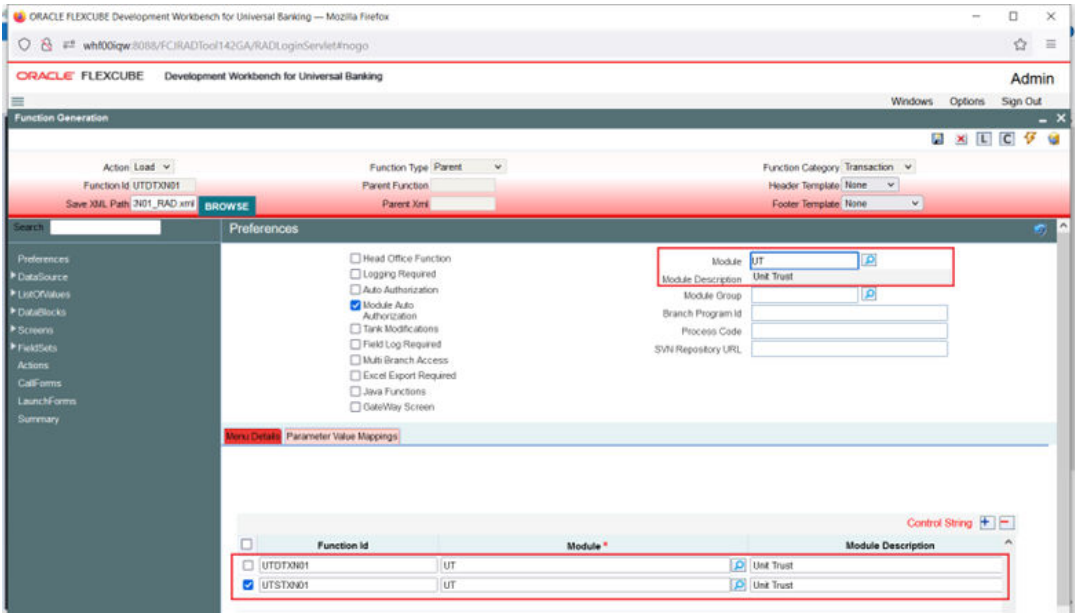 ORACLE FLEXCUBE Development Workbench for Universal Banking — Mozilla Firefox
whf00iqw:8088/FCJRADTool142GA/RADLoginServlet#nogo
ORACLE FLEXCUBE Development Workbench for Universal Banking Admin
Windows Options Sign Out
Function Generation
L C
Action Load Function Type Parent Function Category Transaction
Function Id UTDTXN01 Parent Function Header Template None
Save XML Path N01_RAD.xml BROWSE Parent Xml Footer Template None
Search Preferences
Preferences
DataSource
ListOfValues
DataBlocks
Screens
FieldSets
Actions
CallForms
LaunchForms
Summary
Head Office Function
Logging Required
Auto Authorization
Module Auto
Authorization
Tank Modifications
Field Log Required
Multi Branch Access
Excel Export Required
Java Functions
GateWay Screen
Module UT
Module Description Unit Trust
Module Group
Branch Program Id
Process Code
SVN Repository URL
Menu Details Parameter Value Mappings
Control String
Function Id Module * Module Description
UTDTXN01 UT Unit Trust
UTSTXN01 UT Unit Trust